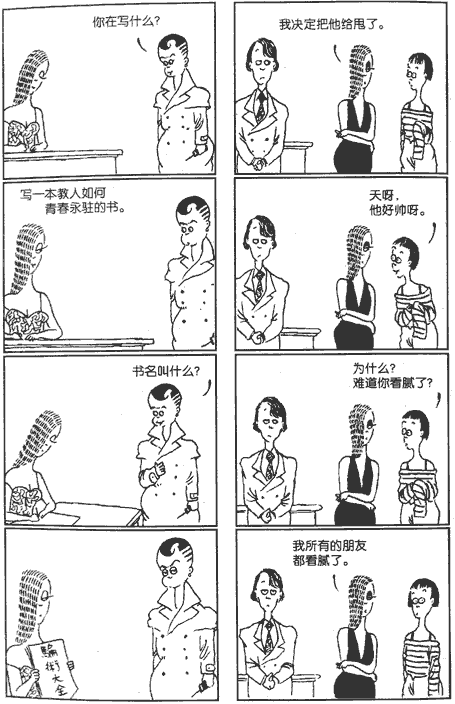 你在写什么?
写一本教人如何
青春永驻的书。
书名叫什么?
騙術大全
我决定把他给甩了。
天呀，
他好帅呀。
为什么?
难道你看腻了?
我所有的朋友
都看腻了。